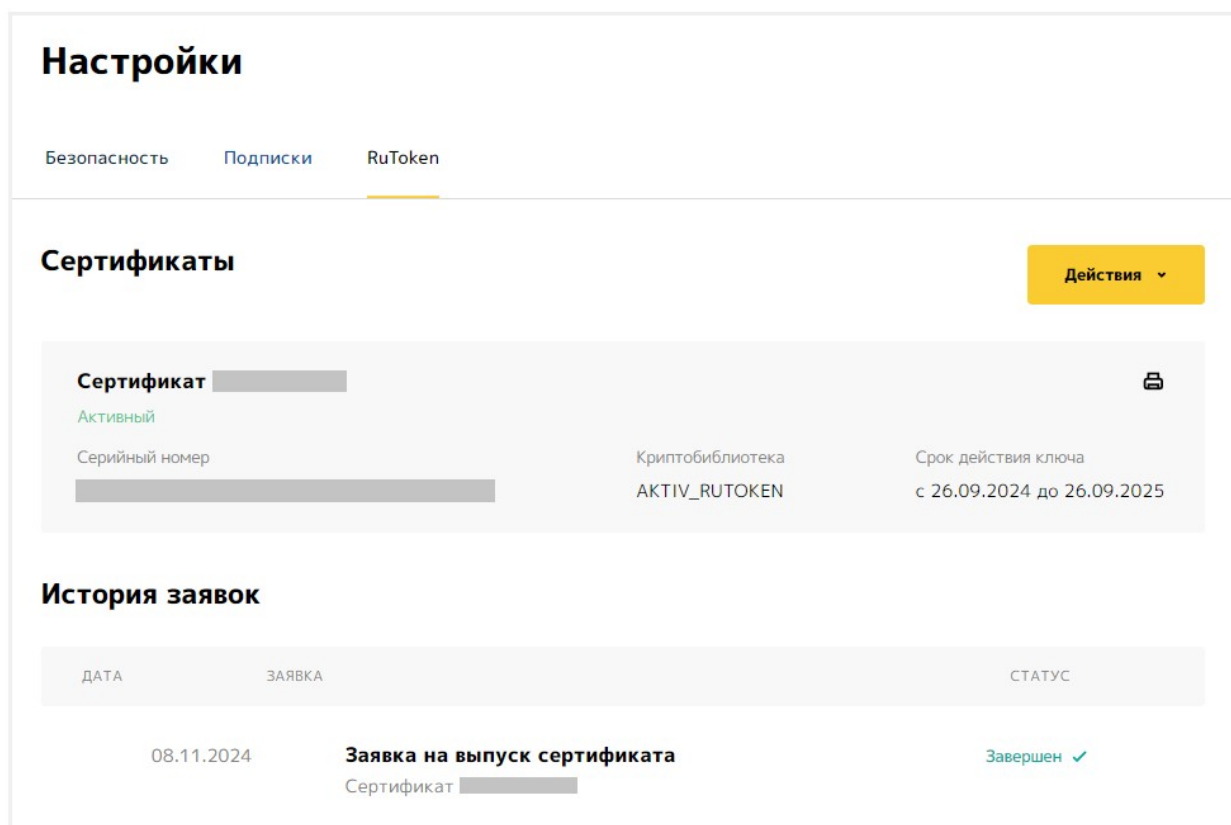 Настройки
Безопасность Подписки RuToken
Сертификаты
Действия
Сертификат
Активный
Серийный номер Криптобиблиотека Срок действия ключа
AKTIV_RUTOKEN с 26.09.2024 до 26.09.2025
История заявок
ДАТА ЗАЯВКА СТАТУС
08.11.2024 Заявка на выпуск сертификата Завершен
Сертификат